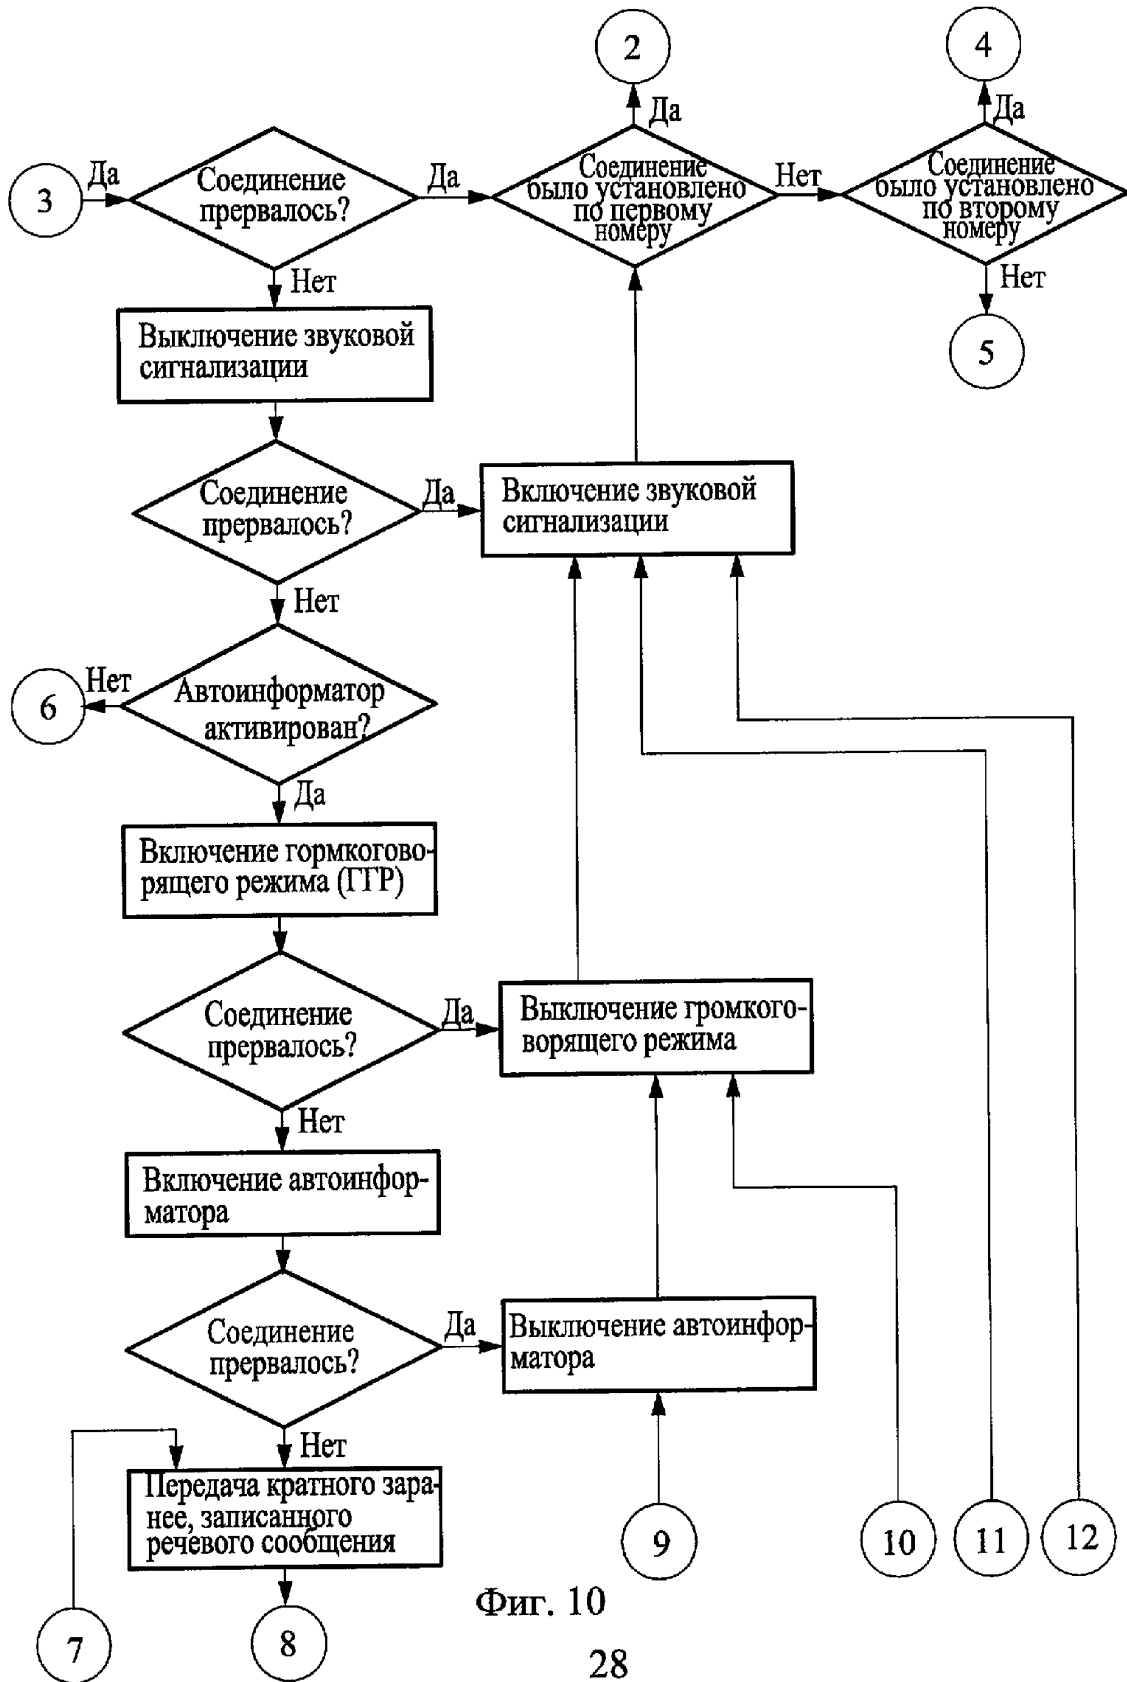 2
4
Да
Да
3
Да
Соединение
прервалось?
Да
Соединение
было установлено
по первому
номеру
Нет
Соединение
было установлено
по второму
номеру
Нет
Нет
5
Выключение звуковой
сигнализации
Соединение
прервалось?
Да
Включение звуковой
сигнализации
Нет
6
Нет
Автоинформатор
активирован?
Да
Включение гормкогово-
рящего режима (ГГР)
Соединение
прервалось?
Да
Выключение громкого-
ворящего режима
Нет
Включение автоинфор-
матора
Соединение
прервалось?
Да
Выключение автоинфор-
матора
Нет
Передача кратного зара-
нее, записанного
речевого сообщения
9
10
11
12
7
8
Фиг. 10
28